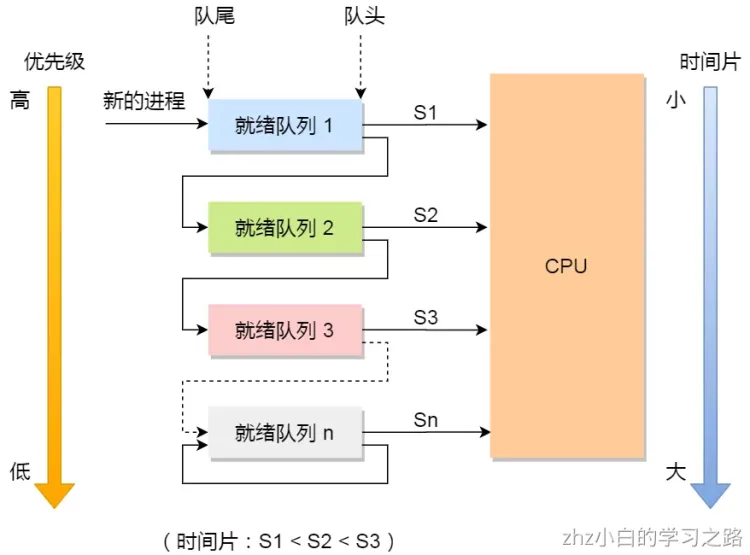 队尾
队头
优先级
时间片
高
新的进程
就绪队列 1
S1
小
就绪队列 2
S2
CPU
就绪队列 3
S3
就绪队列 n
Sn
低
大
（时间片：S1 < S2 < S3）
zhz小白的学习之路